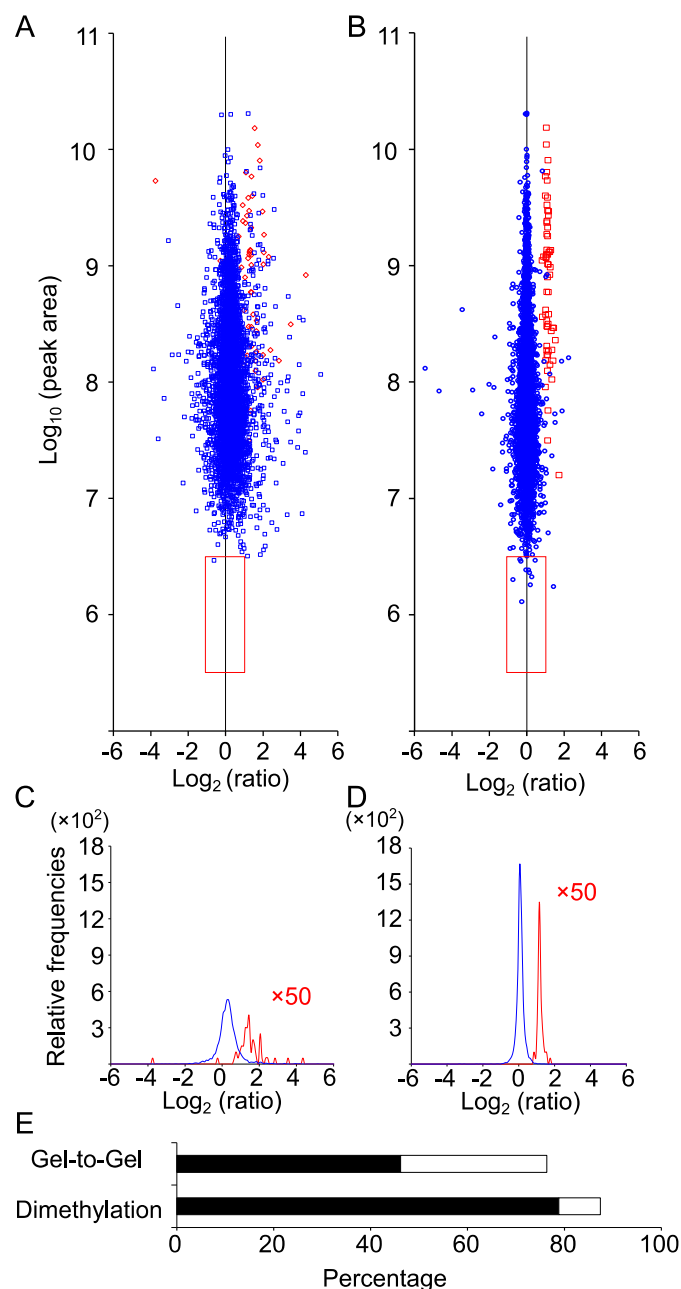 A
B
11
10
9
8
7
6
Log₁₀ (peak area)
-6 -4 -2 0 2 4 6
Log₂ (ratio)
11
10
9
8
7
6
-6 -4 -2 0 2 4 6
Log₂ (ratio)
C
(×10²)
18
15
12
9
6
3
Relative frequencies
×50
-6 -4 -2 0 2 4 6
Log₂ (ratio)
D
(×10²)
18
15
12
9
6
3
×50
-6 -4 -2 0 2 4 6
Log₂ (ratio)
E
Gel-to-Gel
Dimethylation
0 20 40 60 80 100
Percentage